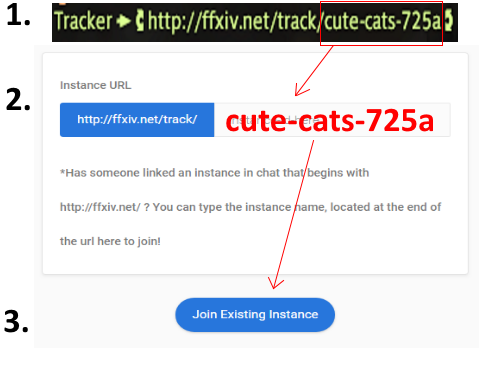 1.
Tracker http://ffxiv.net/track/cute-cats-725a
Instance URL
2.
http://ffxiv.net/track/ cute-cats-725a
*Has someone linked an instance in chat that begins with
http://ffxiv.net/ ? You can type the instance name, located at the end of
the url here to join!
3.
Join Existing Instance